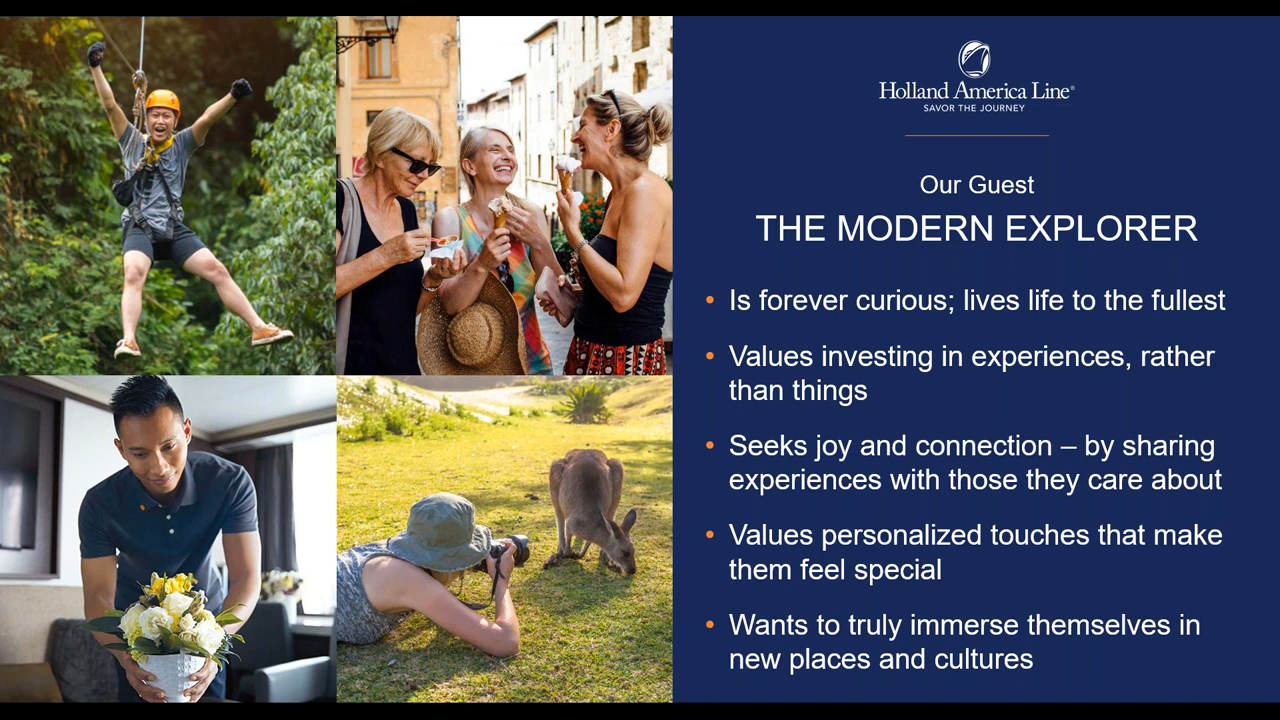 Holland America Line®
SAVOR THE JOURNEY
Our Guest
THE MODERN EXPLORER
• Is forever curious; lives life to the fullest
• Values investing in experiences, rather
than things
• Seeks joy and connection – by sharing
experiences with those they care about
• Values personalized touches that make
them feel special
• Wants to truly immerse themselves in
new places and cultures